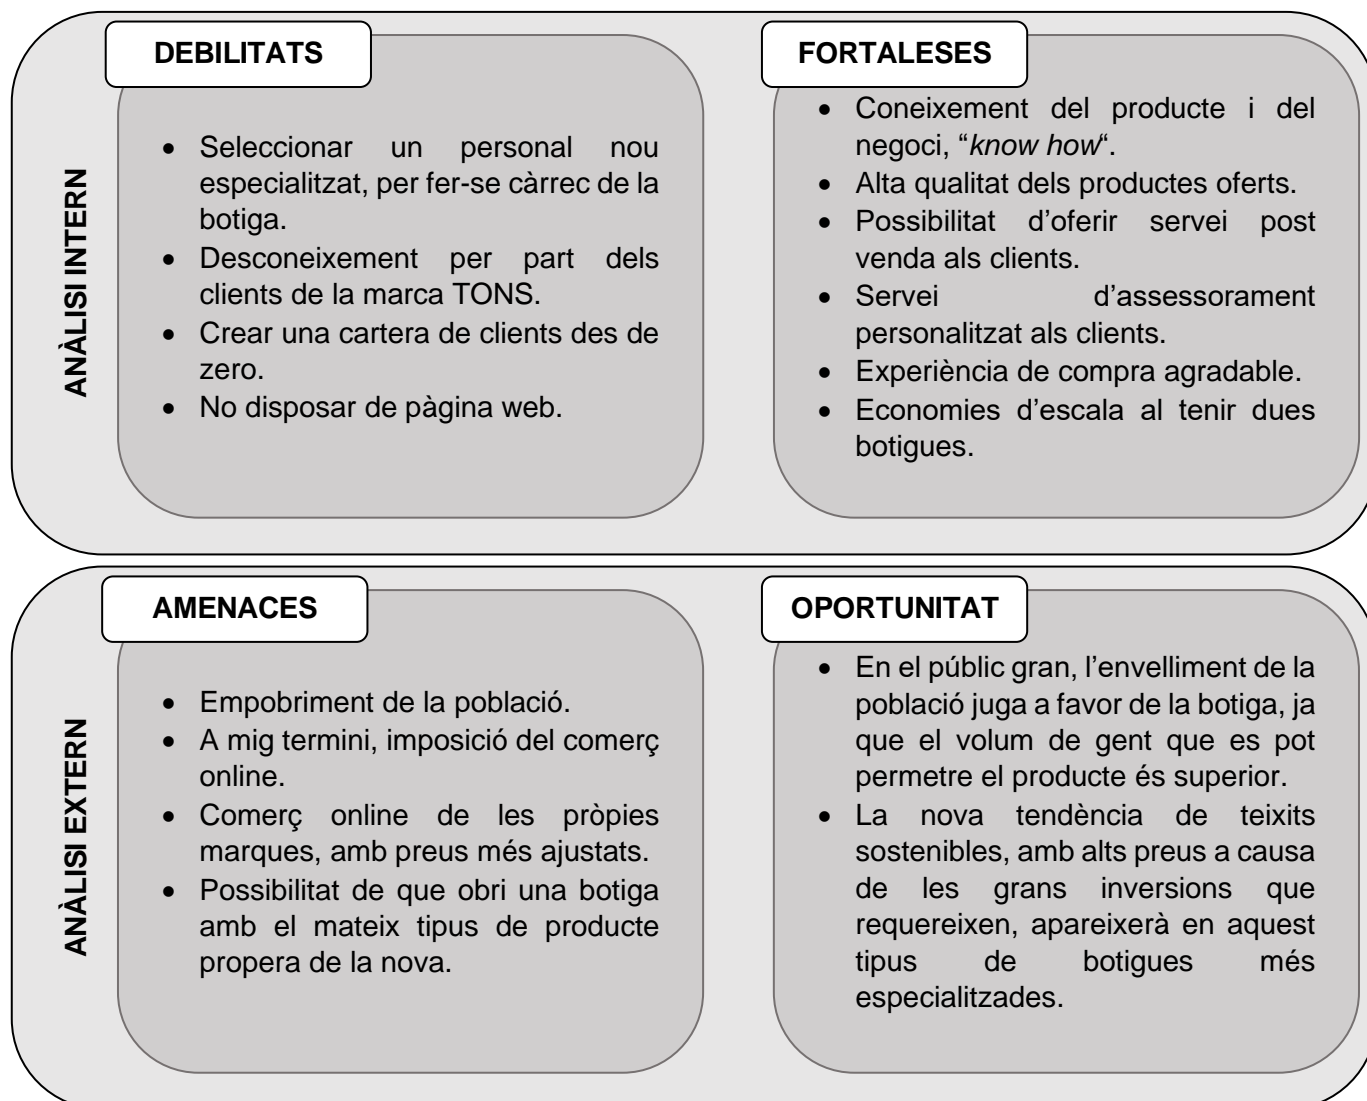 ANÀLISI INTERN
DEBILITATS
• Seleccionar un personal nou
especialitzat, per fer-se càrrec de la
botiga.
• Desconeixement per part dels
clients de la marca TONS.
• Crear una cartera de clients des de
zero.
• No disposar de pàgina web.
FORTALESES
• Coneixement del producte i del
negoci, “know how“.
• Alta qualitat dels productes oferts.
• Possibilitat d’oferir servei post
venda als clients.
• Servei d’assessorament
personalitzat als clients.
• Experiència de compra agradable.
• Economies d’escala al tenir dues
botigues.
ANÀLISI EXTERN
AMENACES
• Empobriment de la població.
• A mig termini, imposició del comerç
online.
• Comerç online de les pròpies
marques, amb preus més ajustats.
• Possibilitat de que obri una botiga
amb el mateix tipus de producte
propera de la nova.
OPORTUNITAT
• En el públic gran, l’envelliment de la
població juga a favor de la botiga, ja
que el volum de gent que es pot
permetre el producte és superior.
• La nova tendència de teixits
sostenibles, amb alts preus a causa
de les grans inversions que
requereixen, apareixerà en aquest
tipus de botigues més
especialitzades.